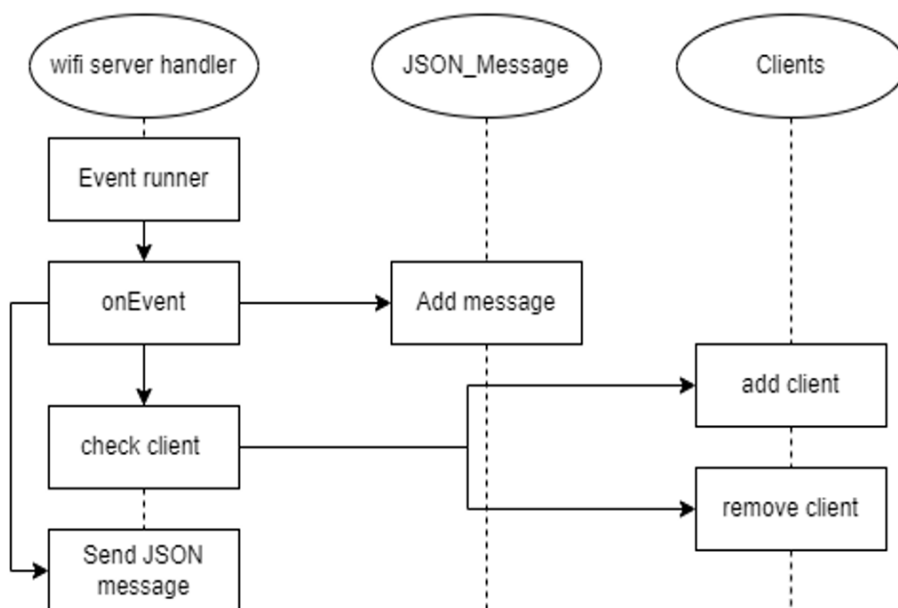 wifi server handler
JSON_Message
Clients
Event runner
onEvent
Add message
add client
check client
remove client
Send JSON
message